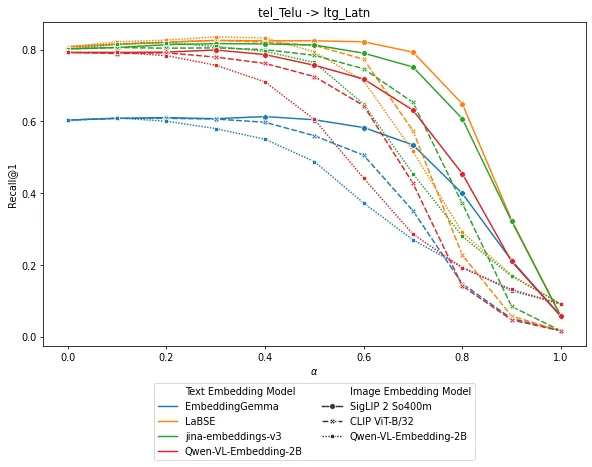 tel_Telu -> ltg_Latn
Recall@1
0.8
0.6
0.4
0.2
0.0
0.0 0.2 0.4 0.6 0.8 1.0
α
Text Embedding Model Image Embedding Model
EmbeddingGemma SigLIP 2 So400m
LaBSE CLIP ViT-B/32
jina-embeddings-v3 Qwen-VL-Embedding-2B
Qwen-VL-Embedding-2B